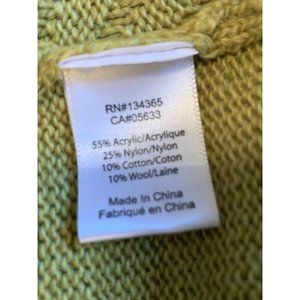 RN#134365
CA#05633
55% Acrylic/Acrylique
25% Nylon/Nylon
10% Cotton/Coton
10% Wool/Laine
Made In China
Fabriqué en China